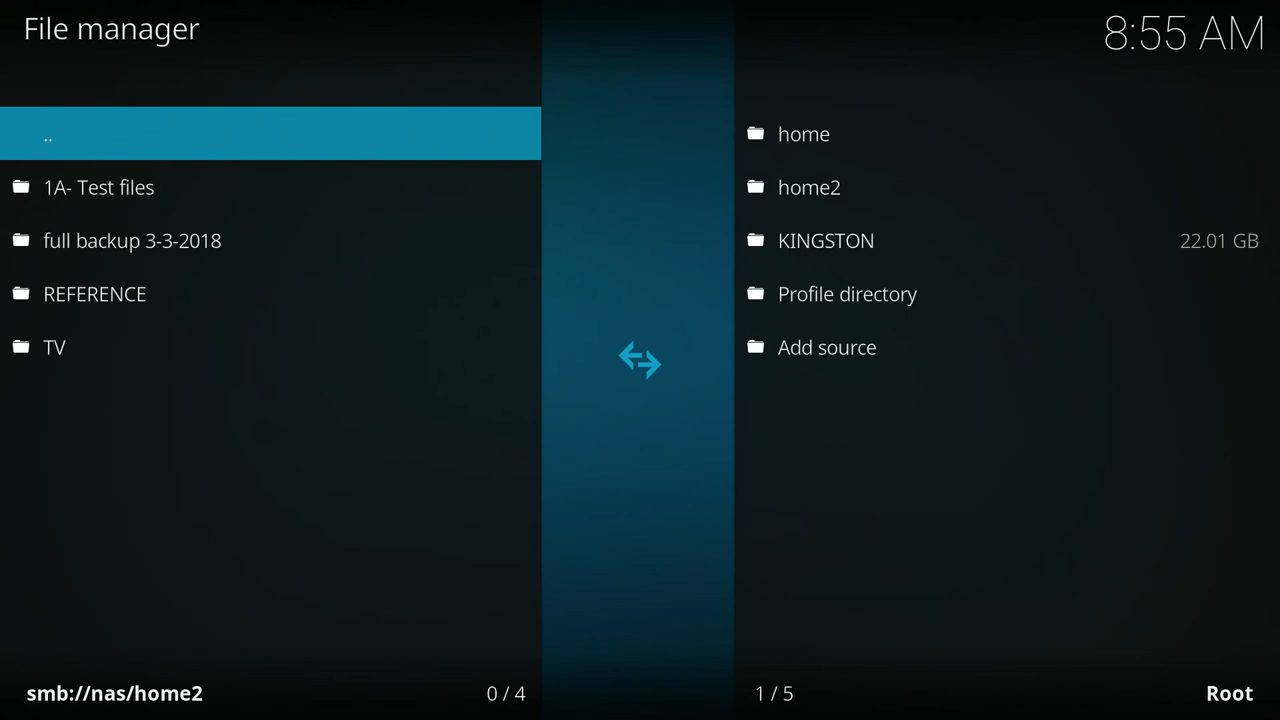 File manager
8:55 AM
..
1A- Test files
full backup 3-3-2018
REFERENCE
TV
home
home2
KINGSTON 22.01 GB
Profile directory
Add source
smb://nas/home2 0 / 4
1 / 5 Root